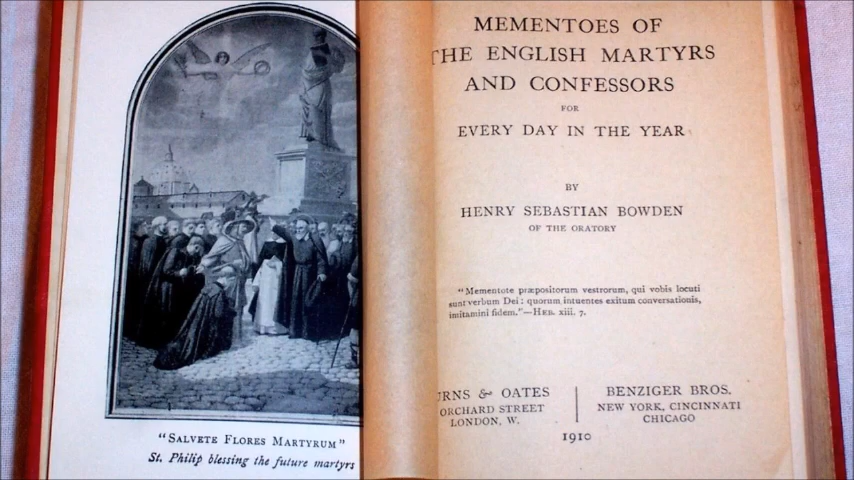 "Salvete Flores Martyrum"
St. Philip blessing the future martyrs
MEMENTOES OF
THE ENGLISH MARTYRS
AND CONFESSORS
FOR
EVERY DAY IN THE YEAR
BY
HENRY SEBASTIAN BOWDEN
OF THE ORATORY
"Mementote præpositorum vestrorum, qui vobis locuti
sunt verbum Dei : quorum intuentes exitum conversationis,
imitamini fidem."—Heb. xiii. 7.
RNS & OATES
ORCHARD STREET
LONDON, W.
BENZIGER BROS.
NEW YORK, CINCINNATI
CHICAGO
1910